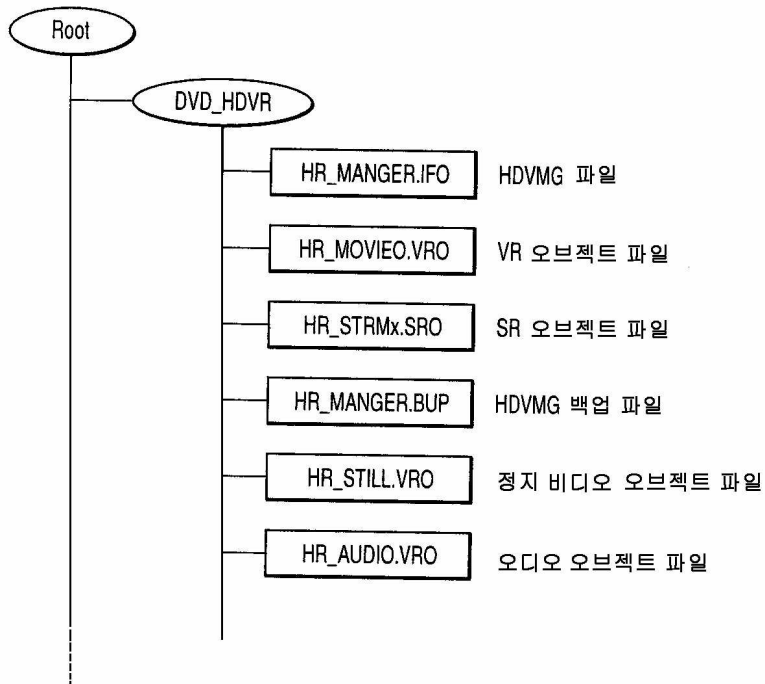 Root
DVD_HDVR
HR_MANGER.IFO HDVMG 파일
HR_MOVIEO.VRO VR 오브젝트 파일
HR_STRMx.SRO SR 오브젝트 파일
HR_MANGER.BUP HDVMG 백업 파일
HR_STILL.VRO 정지 비디오 오브젝트 파일
HR_AUDIO.VRO 오디오 오브젝트 파일